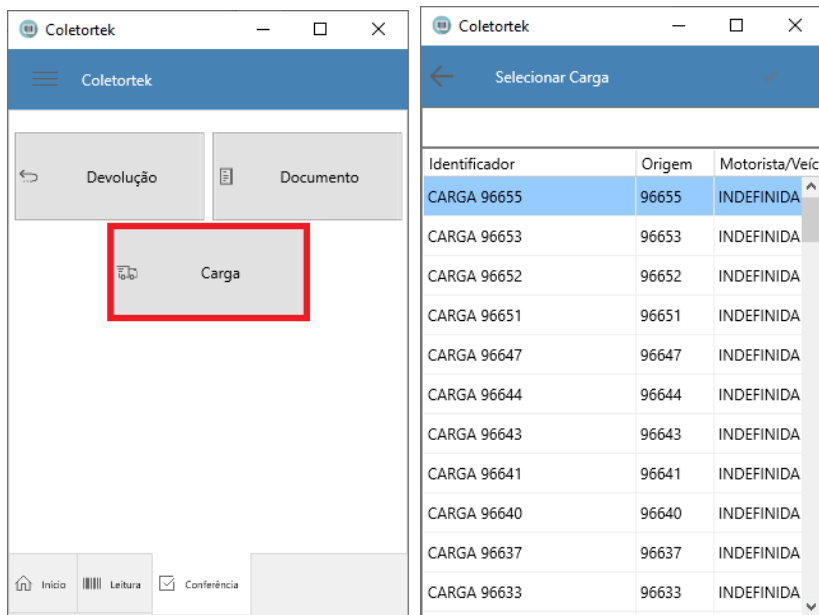 Coletortek
Coletortek
Devolução
Documento
Carga
Início
Leitura
Conferência
Coletortek
Selecionar Carga
Identificador Origem Motorista/Veíc
CARGA 96655 96655 INDEFINIDA
CARGA 96653 96653 INDEFINIDA
CARGA 96652 96652 INDEFINIDA
CARGA 96651 96651 INDEFINIDA
CARGA 96647 96647 INDEFINIDA
CARGA 96644 96644 INDEFINIDA
CARGA 96643 96643 INDEFINIDA
CARGA 96641 96641 INDEFINIDA
CARGA 96640 96640 INDEFINIDA
CARGA 96637 96637 INDEFINIDA
CARGA 96633 96633 INDEFINIDA